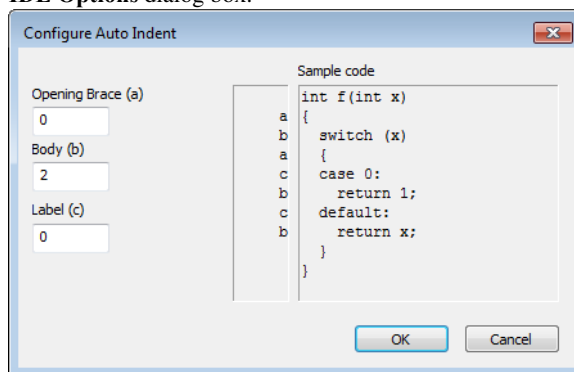 IDE Options dialog box.
Configure Auto Indent
Opening Brace (a)
0
Body (b)
2
Label (c)
0
Sample code
int f(int x)
a {
b switch (x)
a {
c case 0:
b return 1;
c default:
b return x;
}
}
OK
Cancel